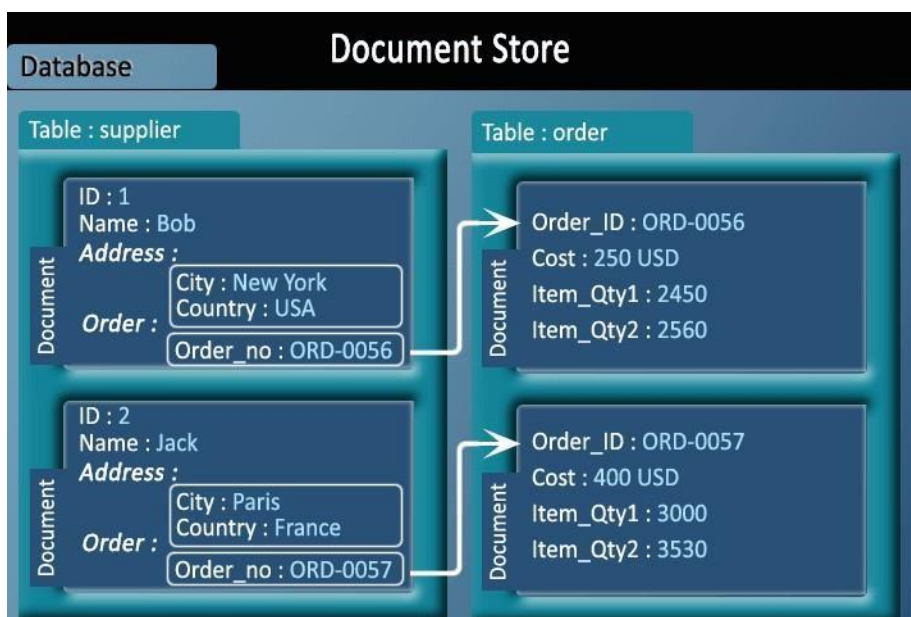 Document Store
Database
Table : supplier
Document
ID : 1
Name : Bob
Address :
City : New York
Country : USA
Order :
Order_no : ORD-0056
Document
ID : 2
Name : Jack
Address :
City : Paris
Country : France
Order :
Order_no : ORD-0057
Table : order
Document
Order_ID : ORD-0056
Cost : 250 USD
Item_Qty1 : 2450
Item_Qty2 : 2560
Document
Order_ID : ORD-0057
Cost : 400 USD
Item_Qty1 : 3000
Item_Qty2 : 3530